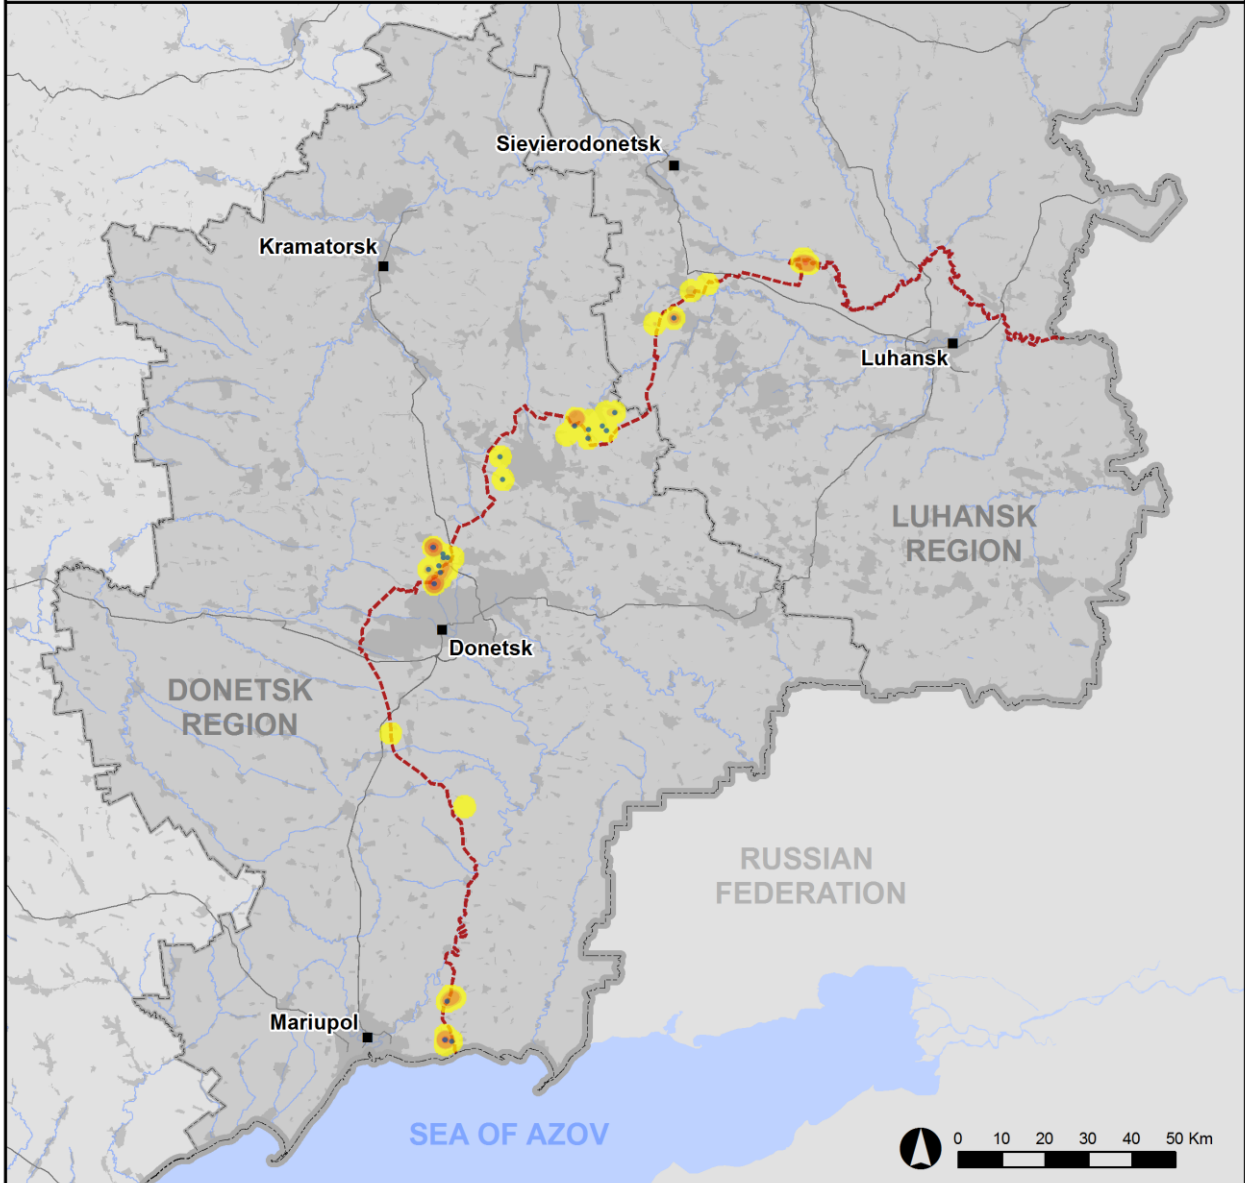 Sievierodonetsk
Kramatorsk
Luhansk
LUHANSK
REGION
Donetsk
DONETSK
REGION
RUSSIAN
FEDERATION
Mariupol
SEA OF AZOV
0 10 20 30 40 50 Km